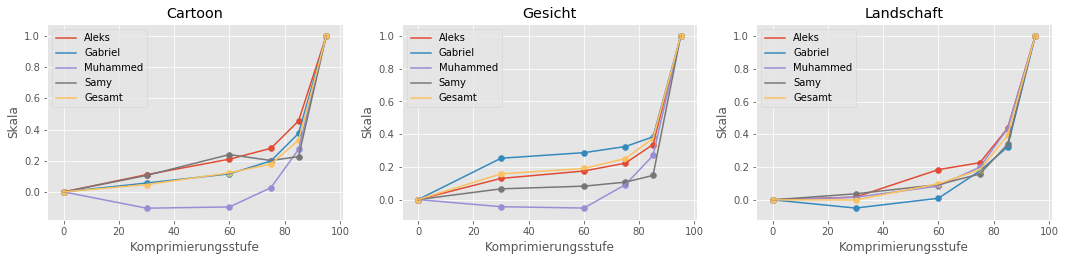 Cartoon
Skala
1.0
0.8
0.6
0.4
0.2
0.0
Aleks
Gabriel
Muhammed
Samy
Gesamt
0 20 40 60 80 100
Komprimierungsstufe
Gesicht
Skala
1.0
0.8
0.6
0.4
0.2
0.0
Aleks
Gabriel
Muhammed
Samy
Gesamt
0 20 40 60 80 100
Komprimierungsstufe
Landschaft
Skala
1.0
0.8
0.6
0.4
0.2
0.0
Aleks
Gabriel
Muhammed
Samy
Gesamt
0 20 40 60 80 100
Komprimierungsstufe